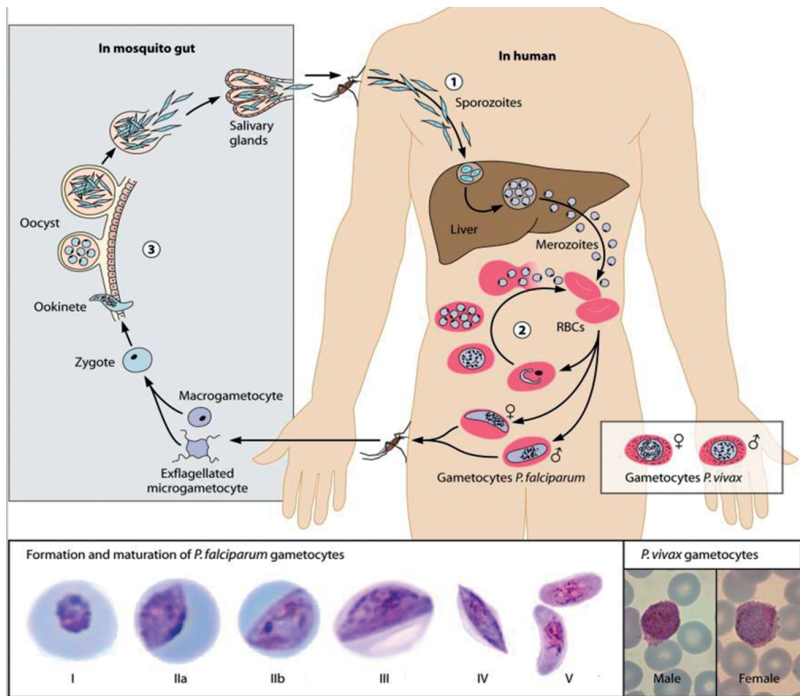 In mosquito gut
In human
1
Sporozoites
Salivary
glands
Oocyst
3
Liver
Merozoites
Ookinete
2
RBCs
Zygote
Macrogametocyte
♀
♂
Exflagellated
microgametocyte
Gametocytes P. falciparum
♀ ♂
Gametocytes P. vivax
Formation and maturation of P. falciparum gametocytes
P. vivax gametocytes
I IIa IIb III IV V
Male Female